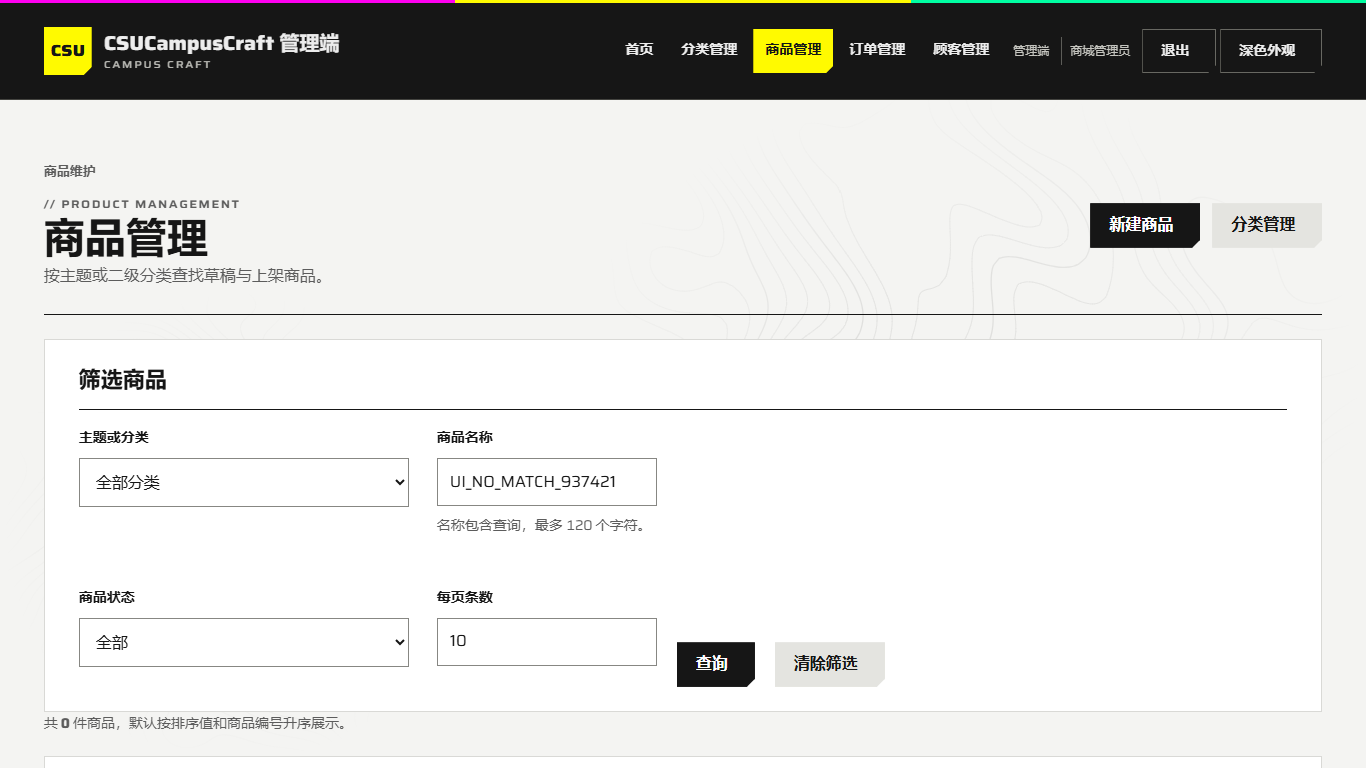 CSU
CSUCampusCraft 管理端
CAMPUS CRAFT
首页 分类管理 商品管理 订单管理 顾客管理 管理端 商城管理员 退出 深色外观
商品维护
// PRODUCT MANAGEMENT
商品管理
按主题或二级分类查找草稿与上架商品。
新建商品 分类管理
筛选商品
主题或分类 商品名称
全部分类 UI_NO_MATCH_937421
名称包含查询，最多 120 个字符。
商品状态 每页条数
全部 10
查询 清除筛选
共 0 件商品，默认按排序值和商品编号升序展示。